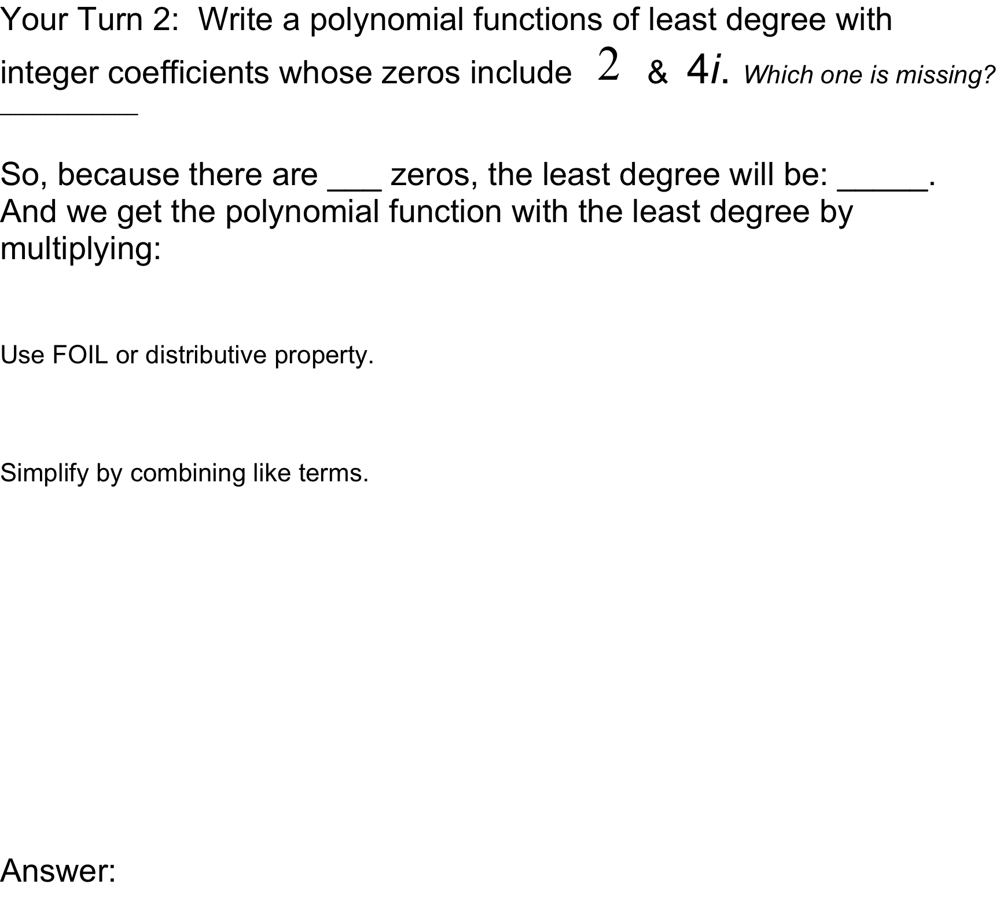 Your Turn 2:  Write a polynomial functions of least degree with
integer coefficients whose zeros include  2  &  4i. Which one is missing?
____________
So, because there are ___ zeros, the least degree will be: _____.
And we get the polynomial function with the least degree by
multiplying:
Use FOIL or distributive property.
Simplify by combining like terms.
Answer: